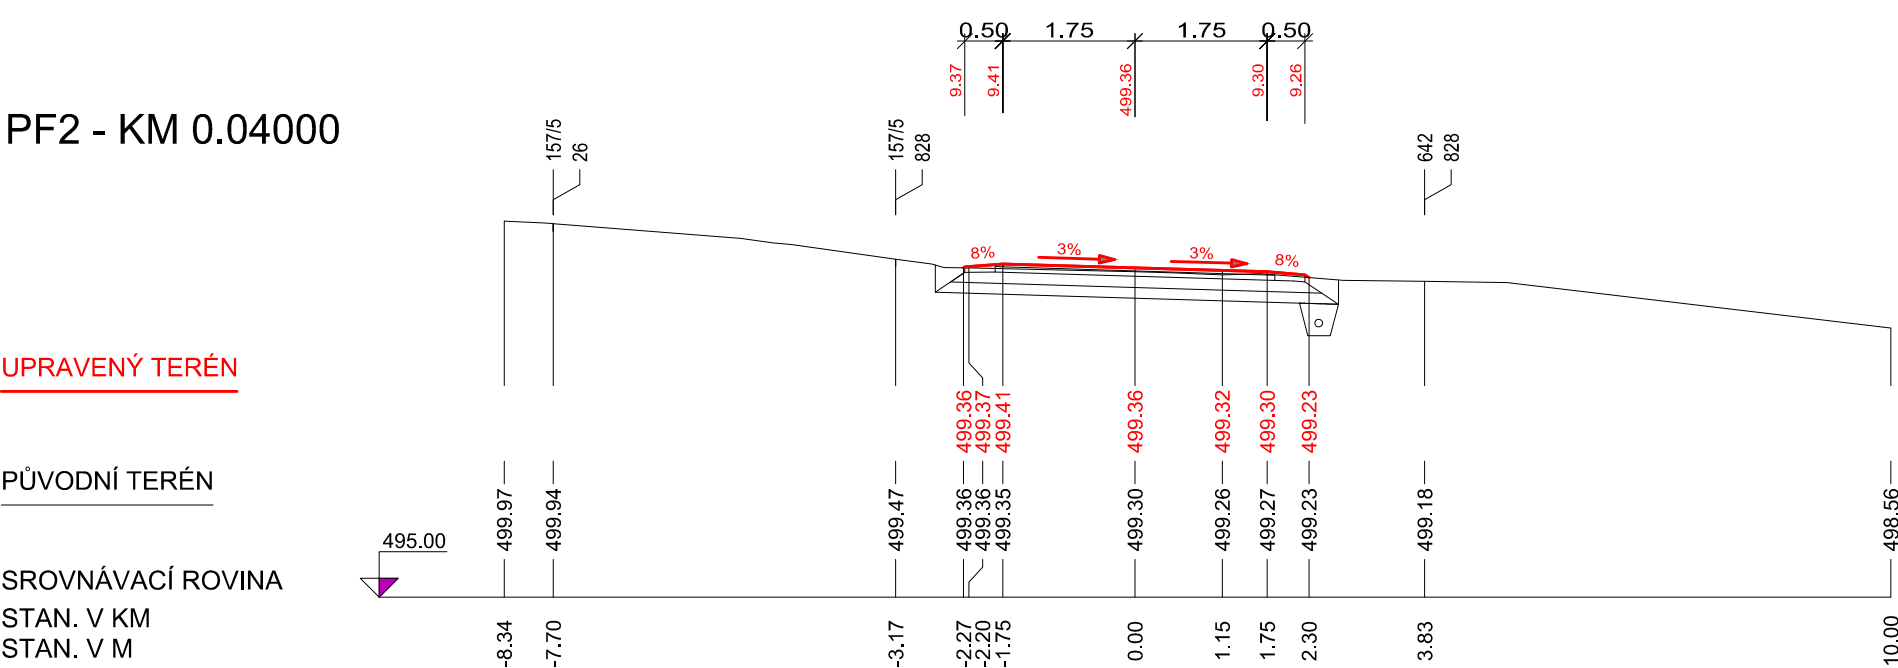 0.50 1.75 1.75 0.50
9.37 9.41 499.36 9.30 9.26
PF2 - KM 0.04000
157/5 26 157/5 828 642 828
8% 3% 3% 8%
UPRAVENÝ TERÉN
499.36 499.37 499.41 499.36 499.32 499.30 499.23
PŮVODNÍ TERÉN
499.97 499.94 499.47 499.36 499.36 499.35 499.30 499.26 499.27 499.23 499.18 498.56
495.00
SROVNÁVACÍ ROVINA
STAN. V KM
STAN. V M
-8.34 -7.70 -3.17 -2.27 -2.20 -1.75 0.00 1.15 1.75 2.30 3.83 10.00